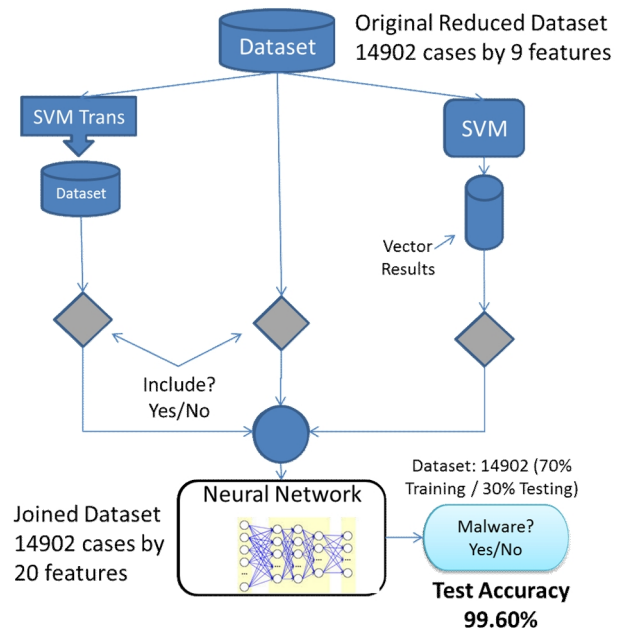 Dataset
Original Reduced Dataset
14902 cases by 9 features
SVM Trans
SVM
Dataset
Vector
Results
Include?
Yes/No
Dataset: 14902 (70%
Training / 30% Testing)
Neural Network
Joined Dataset
14902 cases by
20 features
...
...
...
...
Malware?
Yes/No
Test Accuracy
99.60%